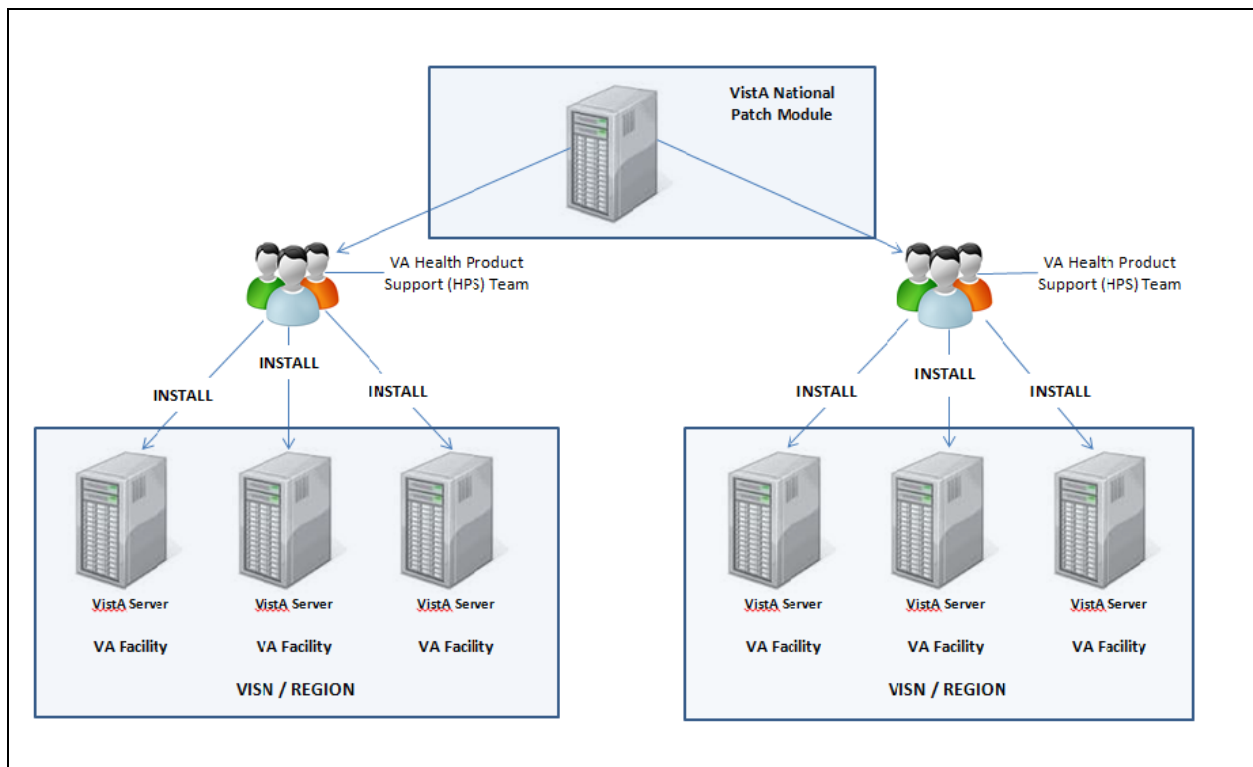 VistA National
Patch Module
VA Health Product
Support (HPS) Team
VA Health Product
Support (HPS) Team
INSTALL
INSTALL
INSTALL
INSTALL
INSTALL
INSTALL
VistA Server
VistA Server
VistA Server
VA Facility
VA Facility
VA Facility
VISN / REGION
VistA Server
VistA Server
VistA Server
VA Facility
VA Facility
VA Facility
VISN / REGION